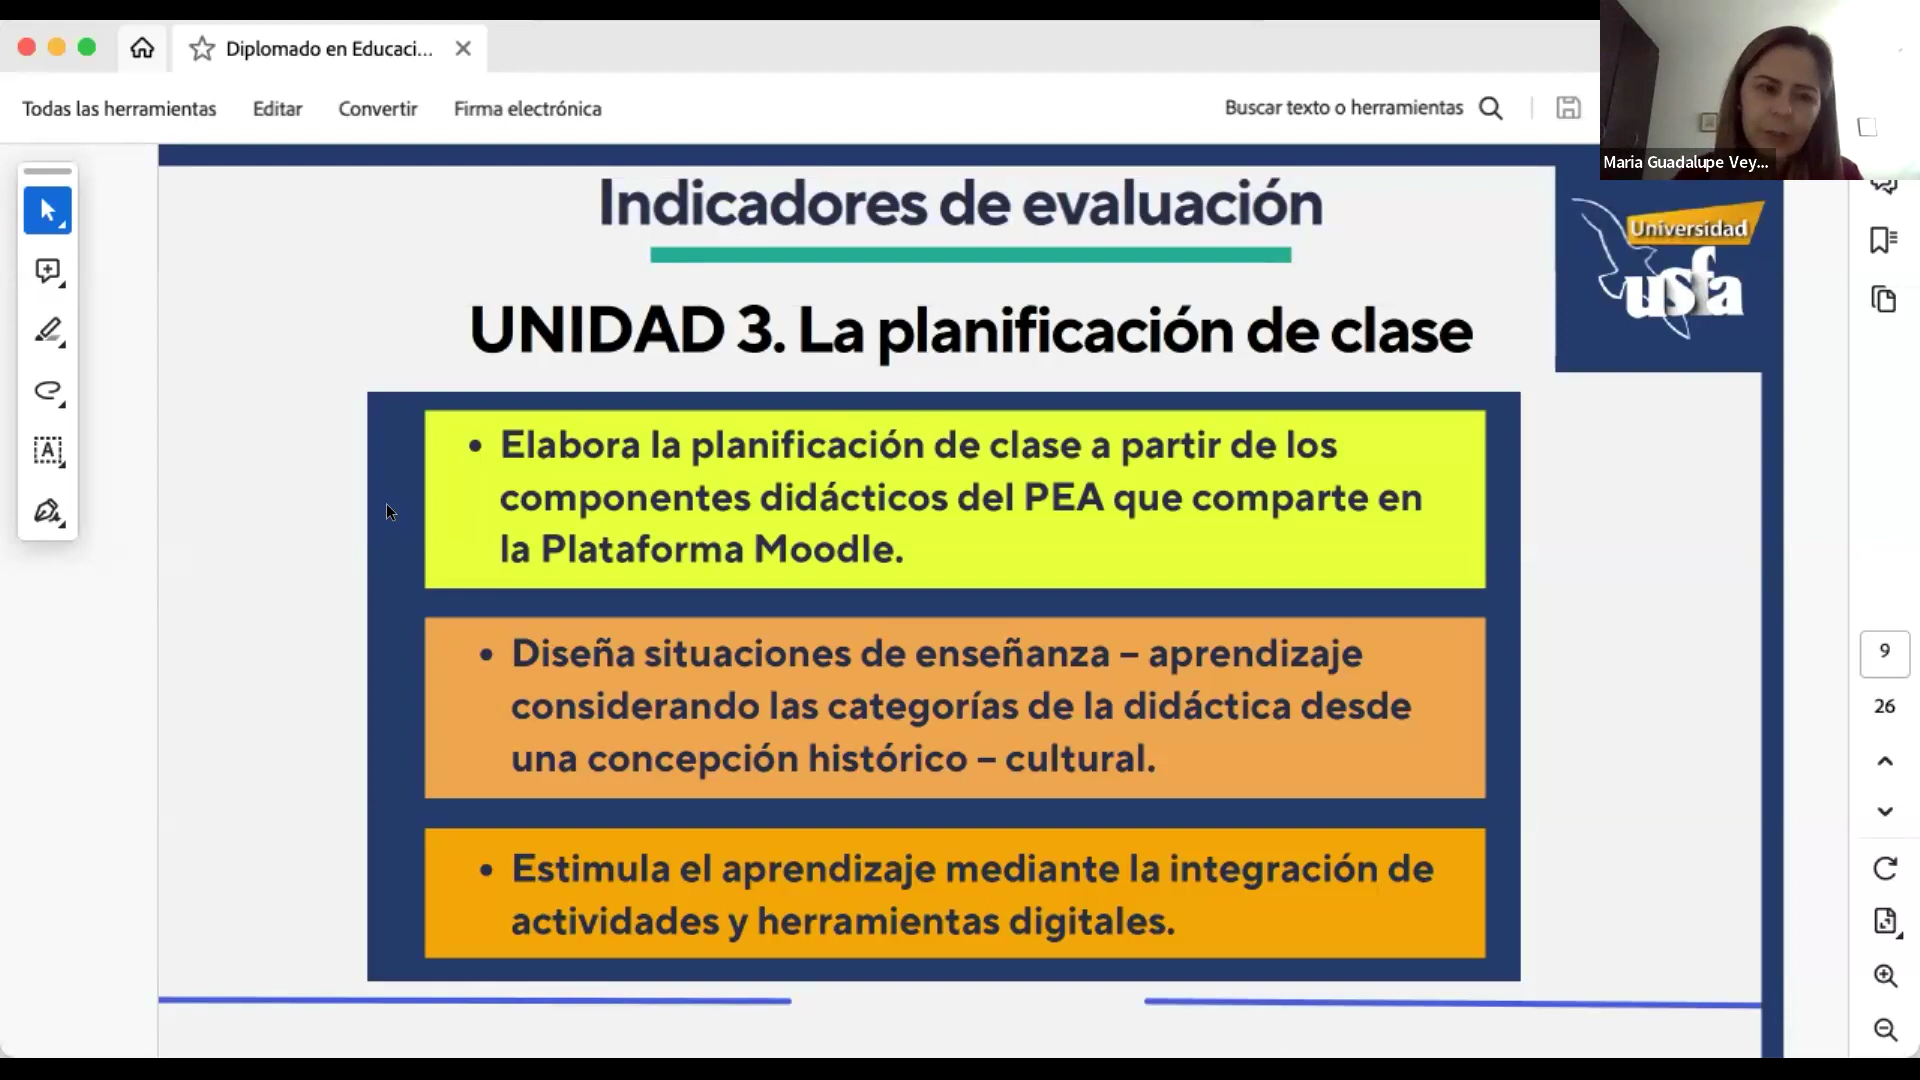 Diplomado en Educaci...
Todas las herramientas
Editar
Convertir
Firma electrónica
Buscar texto o herramientas
Maria Guadalupe Vey...
Indicadores de evaluación
Universidad
usfa
UNIDAD 3. La planificación de clase
• Elabora la planificación de clase a partir de los
componentes didácticos del PEA que comparte en
la Plataforma Moodle.
• Diseña situaciones de enseñanza – aprendizaje
considerando las categorías de la didáctica desde
una concepción histórico – cultural.
• Estimula el aprendizaje mediante la integración de
actividades y herramientas digitales.
9
26